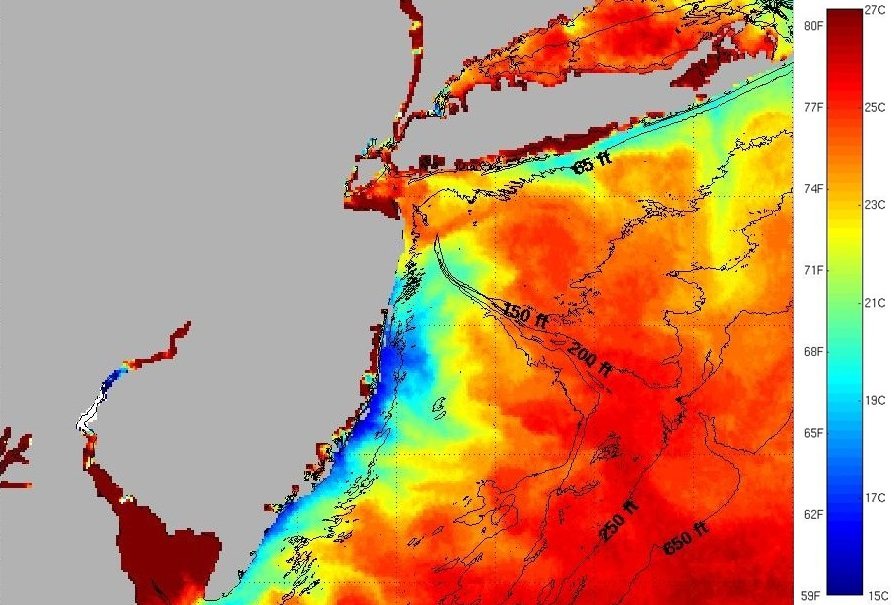 80F
27C
77F
25C
65 ft
74F
23C
71F
150 ft
21C
200 ft
68F
19C
65F
17C
250 ft
62F
650 ft
59F
15C